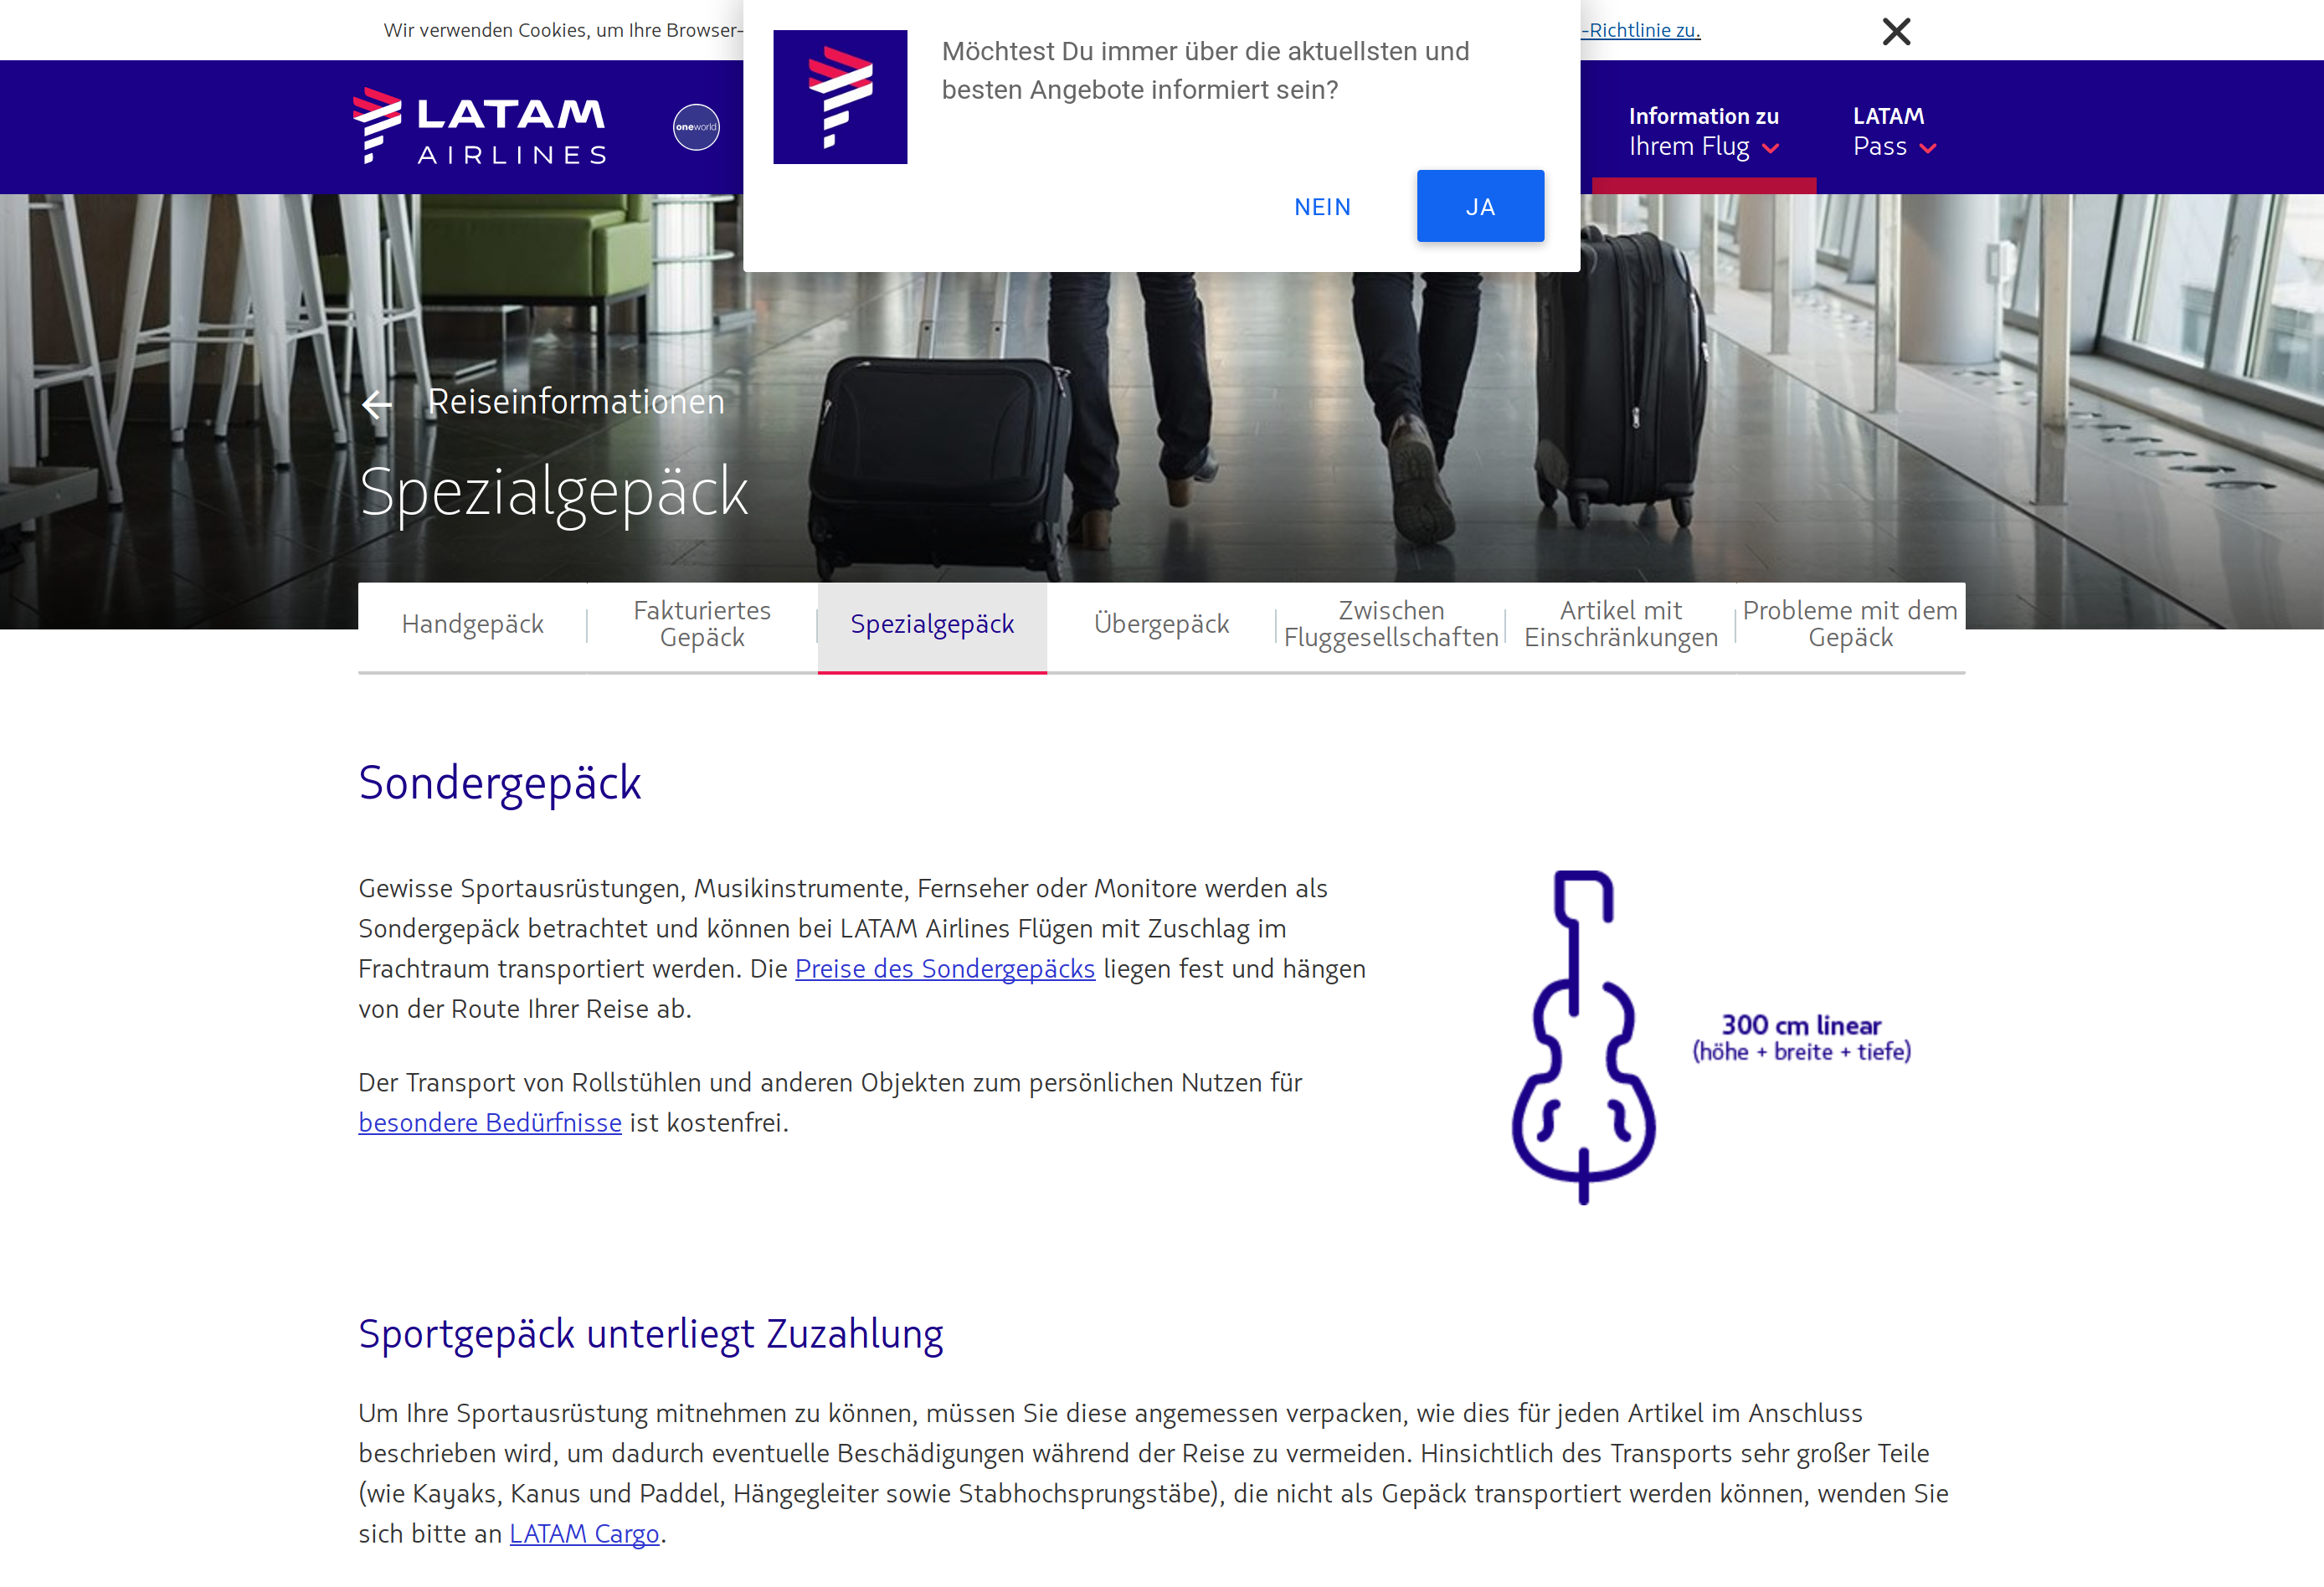 Wir verwenden Cookies, um Ihre Browser-
-Richtlinie zu.
Möchtest Du immer über die aktuellsten und
besten Angebote informiert sein?
NEIN
JA
LATAM
AIRLINES
oneworld
Information zu
Ihrem Flug
LATAM
Pass
Reiseinformationen
Spezialgepäck
Handgepäck
Fakturiertes
Gepäck
Spezialgepäck
Übergepäck
Zwischen
Fluggesellschaften
Artikel mit
Einschränkungen
Probleme mit dem
Gepäck
Sondergepäck
Gewisse Sportausrüstungen, Musikinstrumente, Fernseher oder Monitore werden als
Sondergepäck betrachtet und können bei LATAM Airlines Flügen mit Zuschlag im
Frachtraum transportiert werden. Die Preise des Sondergepäcks liegen fest und hängen
von der Route Ihrer Reise ab.
Der Transport von Rollstühlen und anderen Objekten zum persönlichen Nutzen für
besondere Bedürfnisse ist kostenfrei.
300 cm linear
(höhe + breite + tiefe)
Sportgepäck unterliegt Zuzahlung
Um Ihre Sportausrüstung mitnehmen zu können, müssen Sie diese angemessen verpacken, wie dies für jeden Artikel im Anschluss
beschrieben wird, um dadurch eventuelle Beschädigungen während der Reise zu vermeiden. Hinsichtlich des Transports sehr großer Teile
(wie Kayaks, Kanus und Paddel, Hängegleiter sowie Stabhochsprungstäbe), die nicht als Gepäck transportiert werden können, wenden Sie
sich bitte an LATAM Cargo.